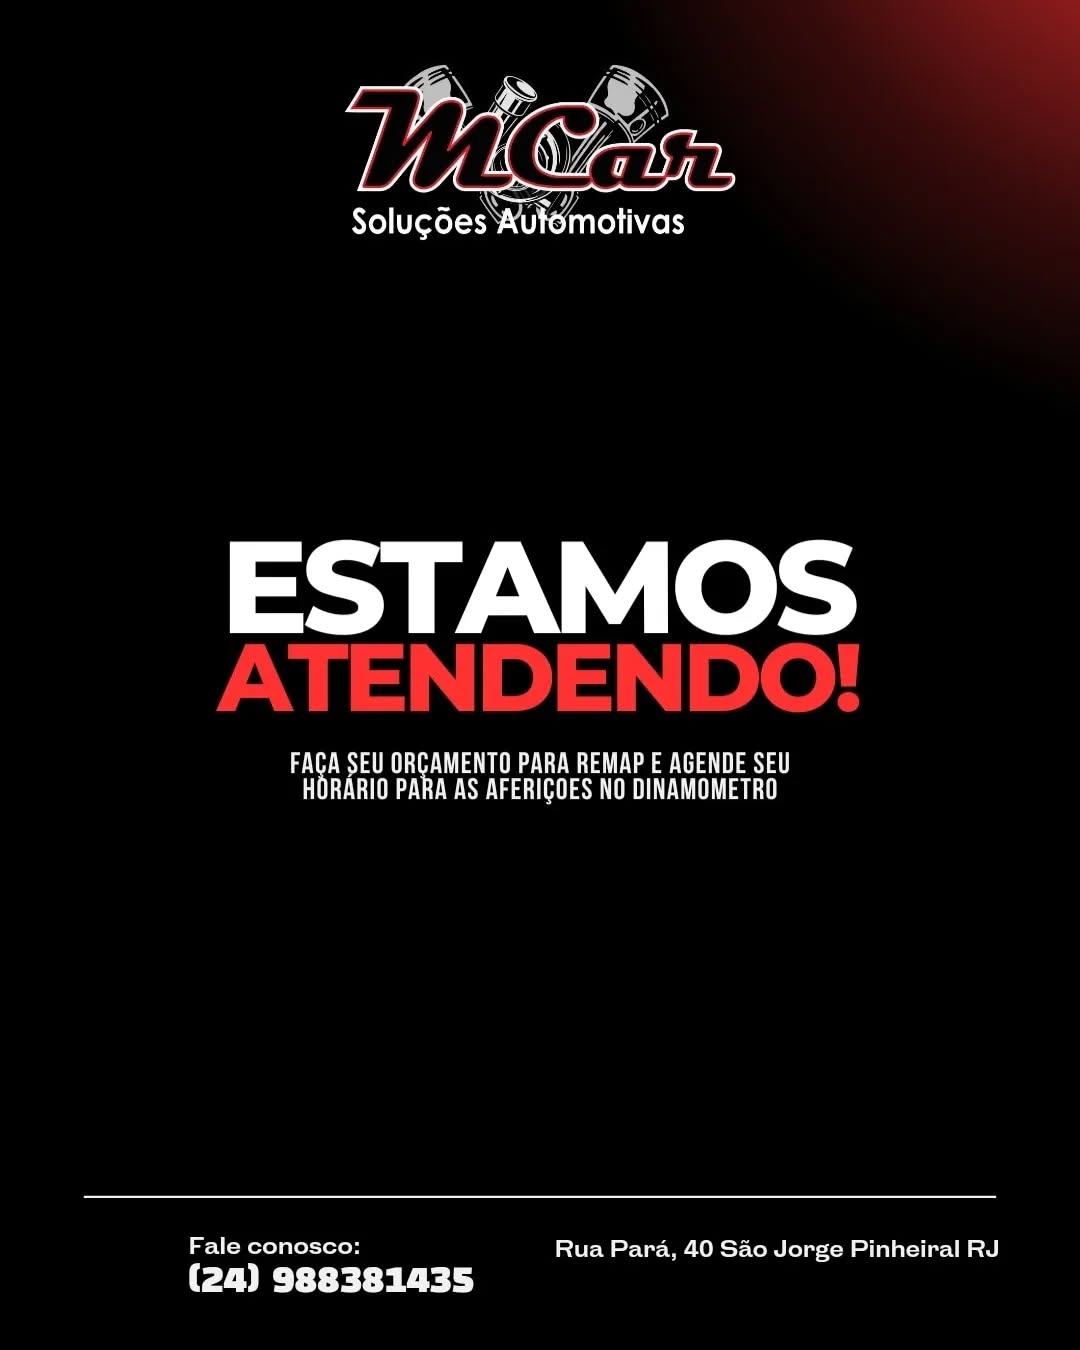 MCar
Soluções Automotivas
ESTAMOS
ATENDENDO!
FAÇA SEU ORÇAMENTO PARA REMAP E AGENDE SEU
HORÁRIO PARA AS AFERIÇOES NO DINAMOMETRO
Fale conosco:
(24) 988381435
Rua Pará, 40 São Jorge Pinheiral RJ